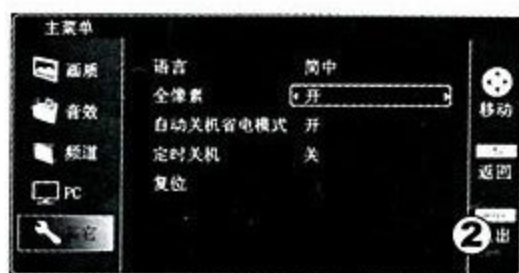 主菜单
画质
音效
频道
PC
语言 简中
全像素 开
自动关机省电模式 开
定时关机 关
复位
移动
返回
出
2